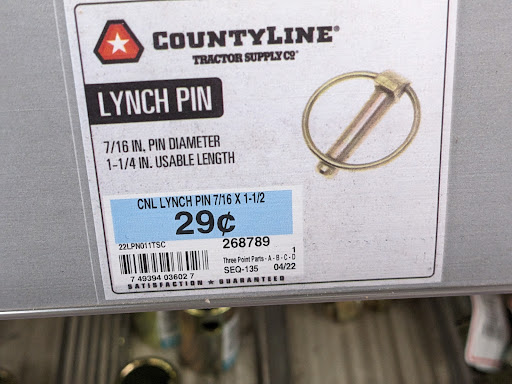 COUNTYLINE®
TRACTOR SUPPLY CO®
LYNCH PIN
7/16 IN. PIN DIAMETER
1-1/4 IN. USABLE LENGTH
CNL LYNCH PIN 7/16 X 1-1/2
29¢
22LPN011TSC
268789
1
Three Point Parts - A - B - C - D
SEQ-135 04/22
7 49394 03602 7
SATISFACTION ★ GUARANTEED